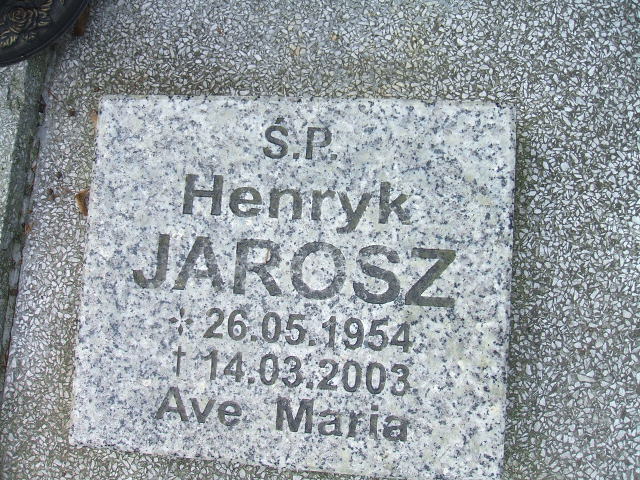 Ś.P.
Henryk
JAROSZ
* 26.05.1954
† 14.03.2003
Ave Maria